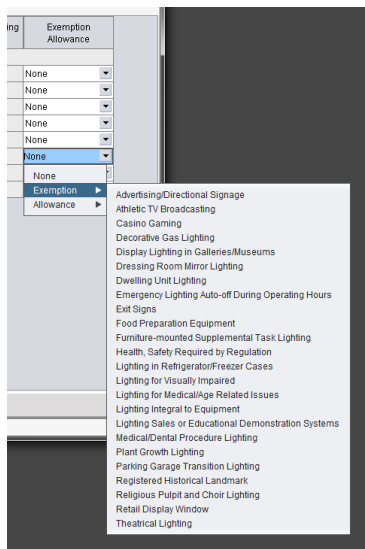 ing Exemption
Allowance
None
None
None
None
None
None
None
Exemption
Allowance
Advertising/Directional Signage
Athletic TV Broadcasting
Casino Gaming
Decorative Gas Lighting
Display Lighting in Galleries/Museums
Dressing Room Mirror Lighting
Dwelling Unit Lighting
Emergency Lighting Auto-off During Operating Hours
Exit Signs
Food Preparation Equipment
Furniture-mounted Supplemental Task Lighting
Health, Safety Required by Regulation
Lighting in Refrigerator/Freezer Cases
Lighting for Visually Impaired
Lighting for Medical/Age Related Issues
Lighting Integral to Equipment
Lighting Sales or Educational Demonstration Systems
Medical/Dental Procedure Lighting
Plant Growth Lighting
Parking Garage Transition Lighting
Registered Historical Landmark
Religious Pulpit and Choir Lighting
Retail Display Window
Theatrical Lighting